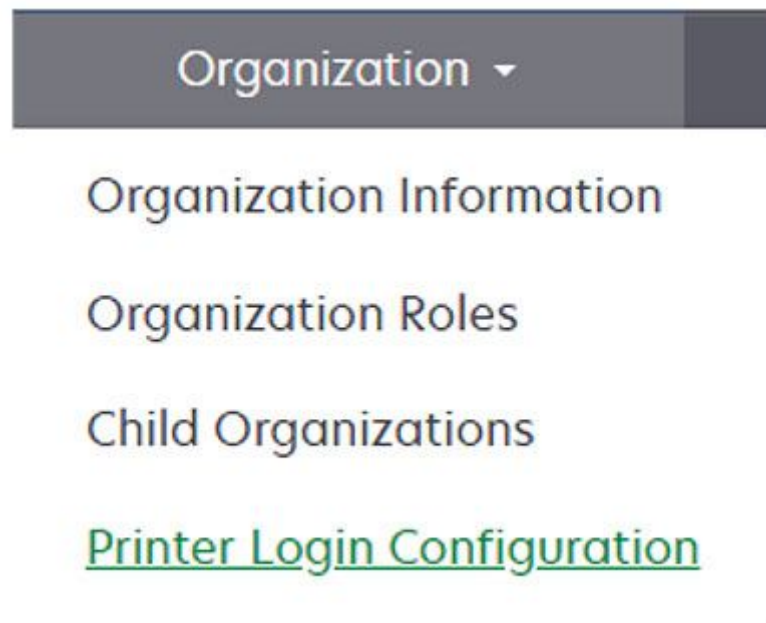 Organization
Organization Information
Organization Roles
Child Organizations
Printer Login Configuration